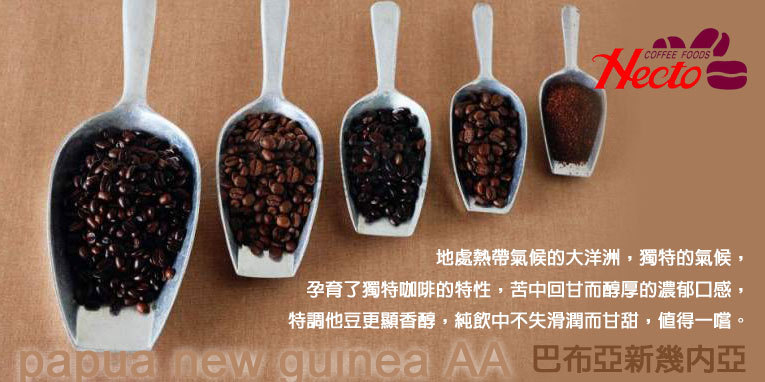 COFFEE FOODS
Hecto
地處熱帶氣候的大洋洲，獨特的氣候，
孕育了獨特咖啡的特性，苦中回甘而醇厚的濃郁口感，
特調他豆更顯香醇，純飲中不失滑潤而甘甜，值得一嚐。
papua new guinea AA 巴布亞新幾內亞